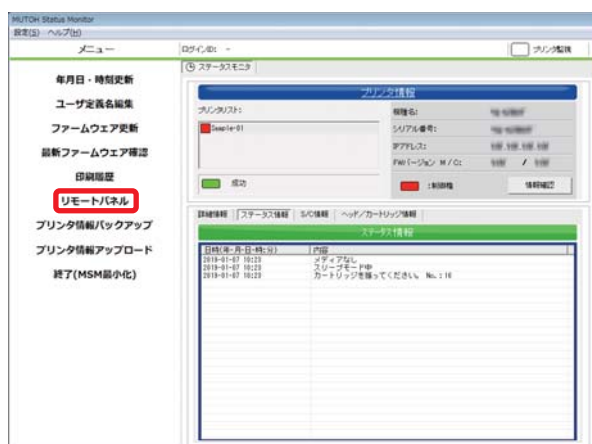 MUTOH Status Monitor
設定(S) ヘルプ(H)
メニュー
ログインID: -
プリンタ監視
ステータスモニタ
年月日・時刻更新
ユーザ定義名編集
ファームウェア更新
最新ファームウェア確認
印刷履歴
リモートパネル
プリンタ情報バックアップ
プリンタ情報アップロード
終了(MSM最小化)
プリンタ情報
プリンタリスト:
Sample-01
成功
機種名:
シリアル番号:
IPアドレス:
FWバージョン M / C:
/
:制御権
情報確認
詳細情報 ステータス情報 S/C情報 ヘッド/カートリッジ情報
ステータス情報
日時(年-月-日-時:分) 内容
2019-01-07 10:23 メディアなし
2019-01-07 10:23 スリープモード中
2019-01-07 10:23 カートリッジを振ってください。 No.:16